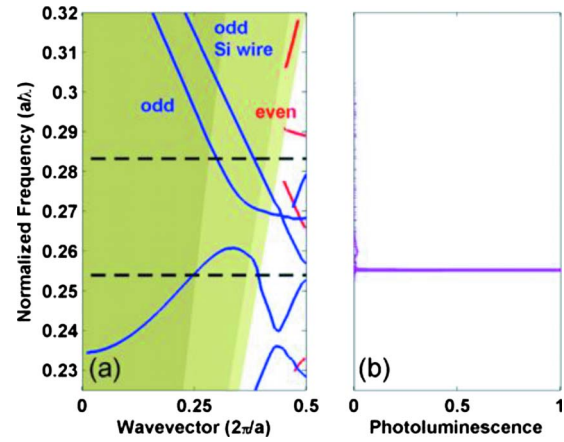 0.32
0.31
0.3
0.29
0.28
0.27
0.26
0.25
0.24
0.23
Normalized Frequency (a/λ)
odd
Si wire
odd
even
(a)
0
0.25
0.5
Wavevector (2π/a)
(b)
0
0.5
1
Photoluminescence